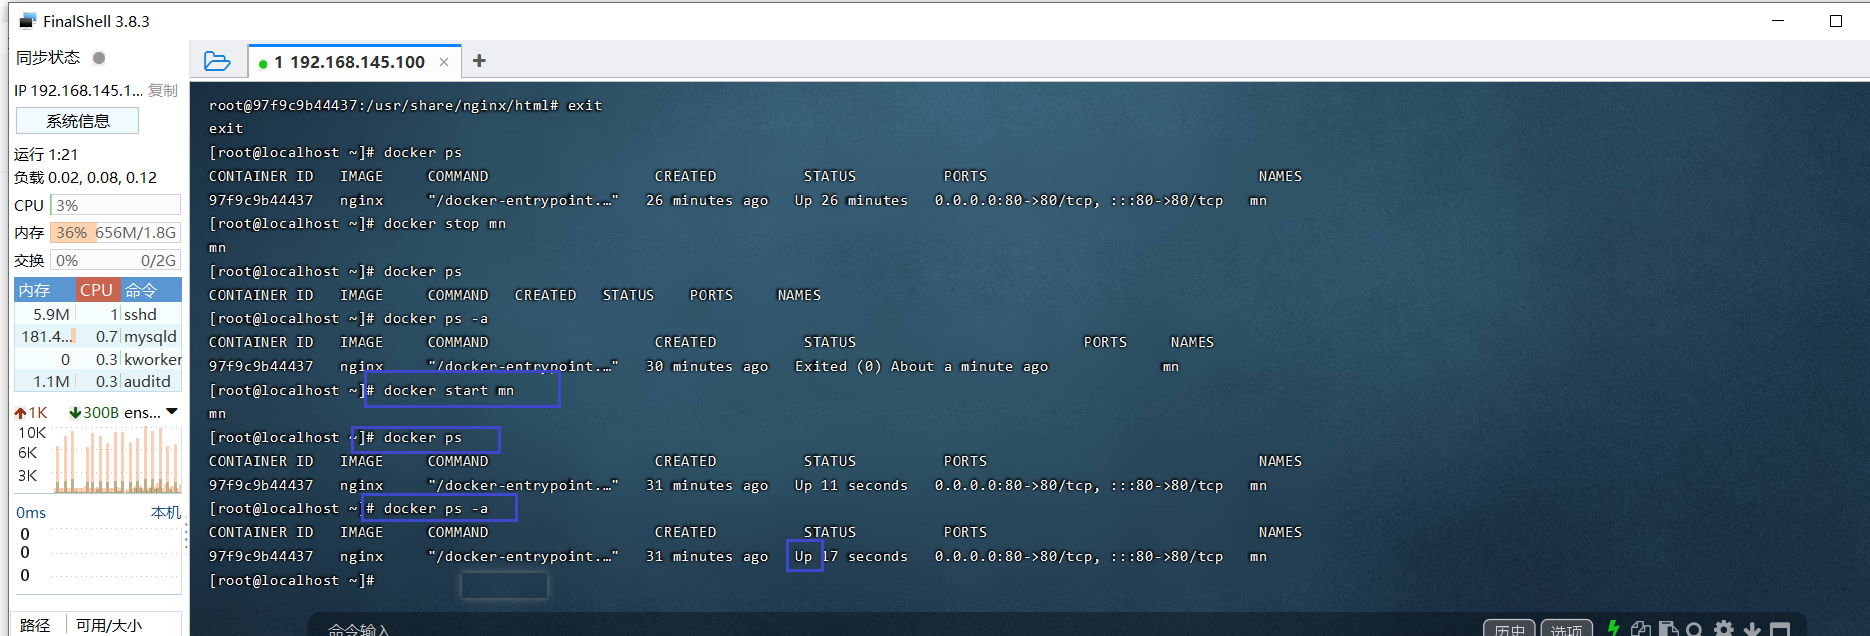 FinalShell 3.8.3
同步状态
IP 192.168.145.1... 复制
系统信息
运行 1:21
负载 0.02, 0.08, 0.12
CPU 3%
内存 36% 656M/1.8G
交换 0% 0/2G
内存 CPU 命令
5.9M 1 sshd
181.4... 0.7 mysqld
0 0.3 kworker
1.1M 0.3 auditd
1K 300B ens...
10K
6K
3K
0ms 本机
0
0
0
路径 可用/大小
1 192.168.145.100 × +
root@97f9c9b44437:/usr/share/nginx/html# exit
exit
[root@localhost ~]# docker ps
CONTAINER ID IMAGE COMMAND CREATED STATUS PORTS NAMES
97f9c9b44437 nginx "/docker-entrypoint.…" 26 minutes ago Up 26 minutes 0.0.0.0:80->80/tcp, :::80->80/tcp mn
[root@localhost ~]# docker stop mn
mn
[root@localhost ~]# docker ps
CONTAINER ID IMAGE COMMAND CREATED STATUS PORTS NAMES
[root@localhost ~]# docker ps -a
CONTAINER ID IMAGE COMMAND CREATED STATUS PORTS NAMES
97f9c9b44437 nginx "/docker-entrypoint.…" 30 minutes ago Exited (0) About a minute ago mn
[root@localhost ~]# docker start mn
mn
[root@localhost ~]# docker ps
CONTAINER ID IMAGE COMMAND CREATED STATUS PORTS NAMES
97f9c9b44437 nginx "/docker-entrypoint.…" 31 minutes ago Up 11 seconds 0.0.0.0:80->80/tcp, :::80->80/tcp mn
[root@localhost ~]# docker ps -a
CONTAINER ID IMAGE COMMAND CREATED STATUS PORTS NAMES
97f9c9b44437 nginx "/docker-entrypoint.…" 31 minutes ago Up 17 seconds 0.0.0.0:80->80/tcp, :::80->80/tcp mn
[root@localhost ~]#
命令输入 历史 选项